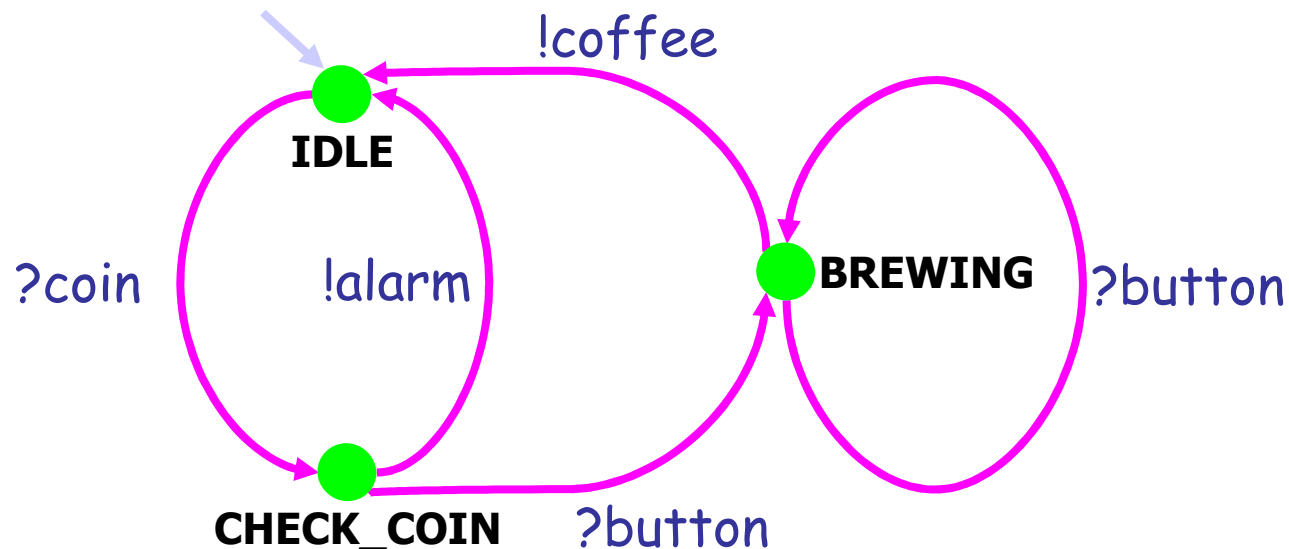 !coffee
IDLE
?coin
!alarm
BREWING
?button
CHECK_COIN
?button